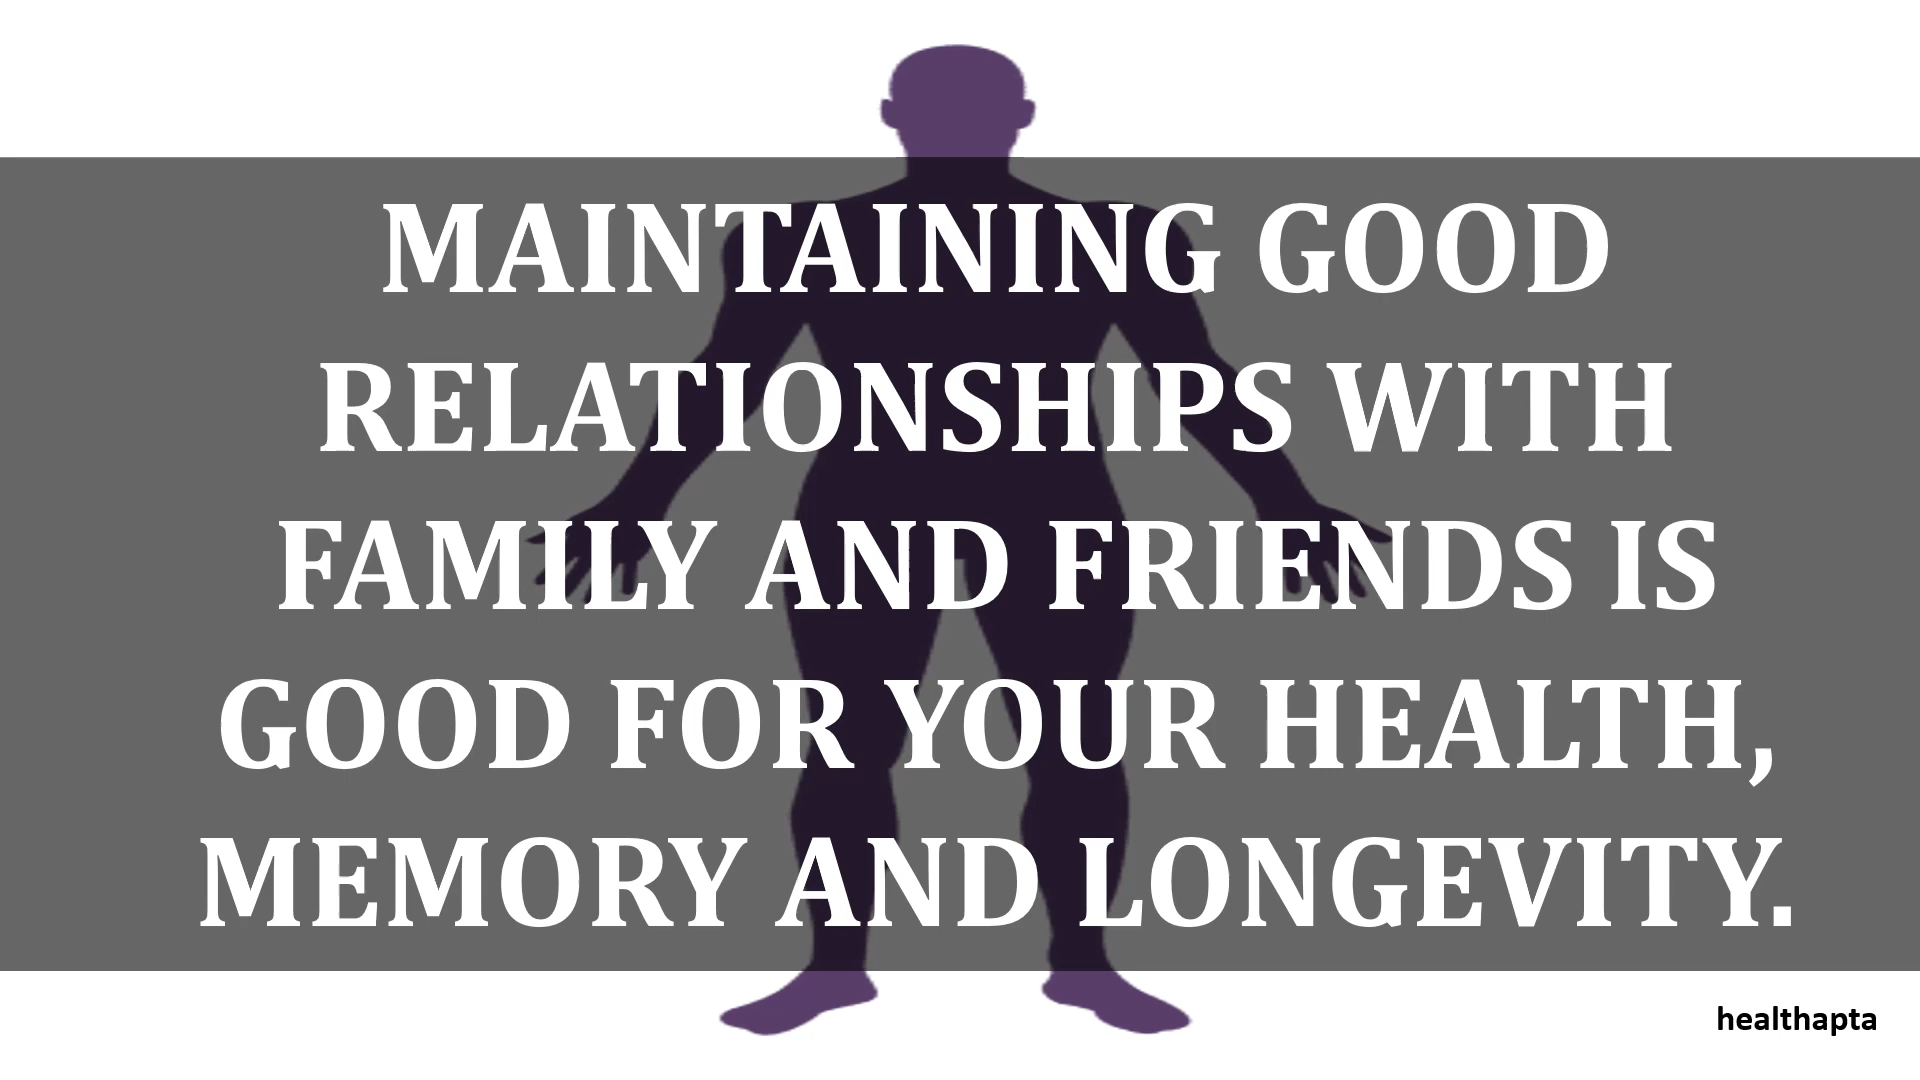 MAINTAINING GOOD
RELATIONSHIPS WITH
FAMILY AND FRIENDS IS
GOOD FOR YOUR HEALTH,
MEMORY AND LONGEVITY.
healthapta